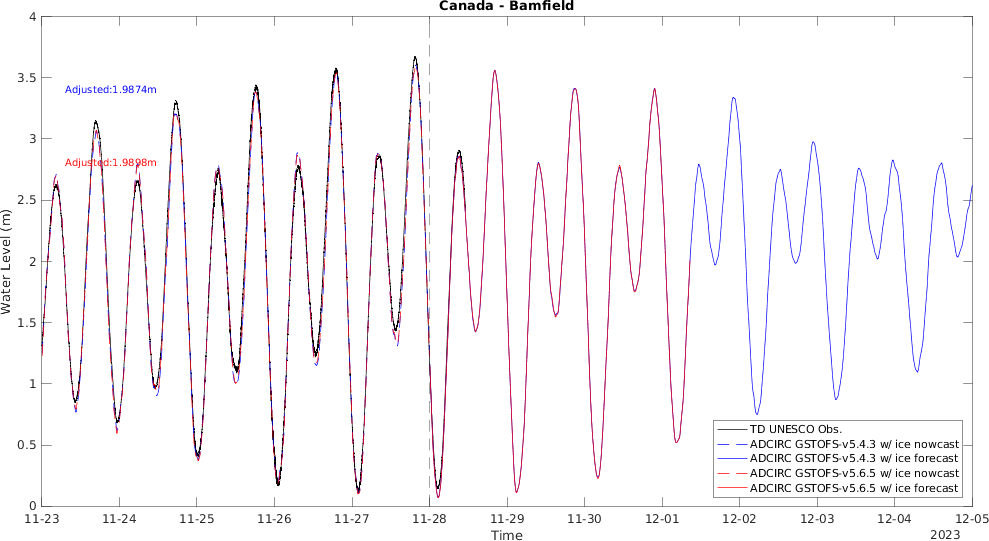 Canada - Bamfield
4
3.5
3
2.5
2
1.5
1
0.5
0
Water Level (m)
Adjusted:1.9874m
Adjusted:1.9898m
TD UNESCO Obs.
ADCIRC GSTOFS-v5.4.3 w/ ice nowcast
ADCIRC GSTOFS-v5.4.3 w/ ice forecast
ADCIRC GSTOFS-v5.6.5 w/ ice nowcast
ADCIRC GSTOFS-v5.6.5 w/ ice forecast
11-23 11-24 11-25 11-26 11-27 11-28 11-29 11-30 12-01 12-02 12-03 12-04 12-05
Time
2023